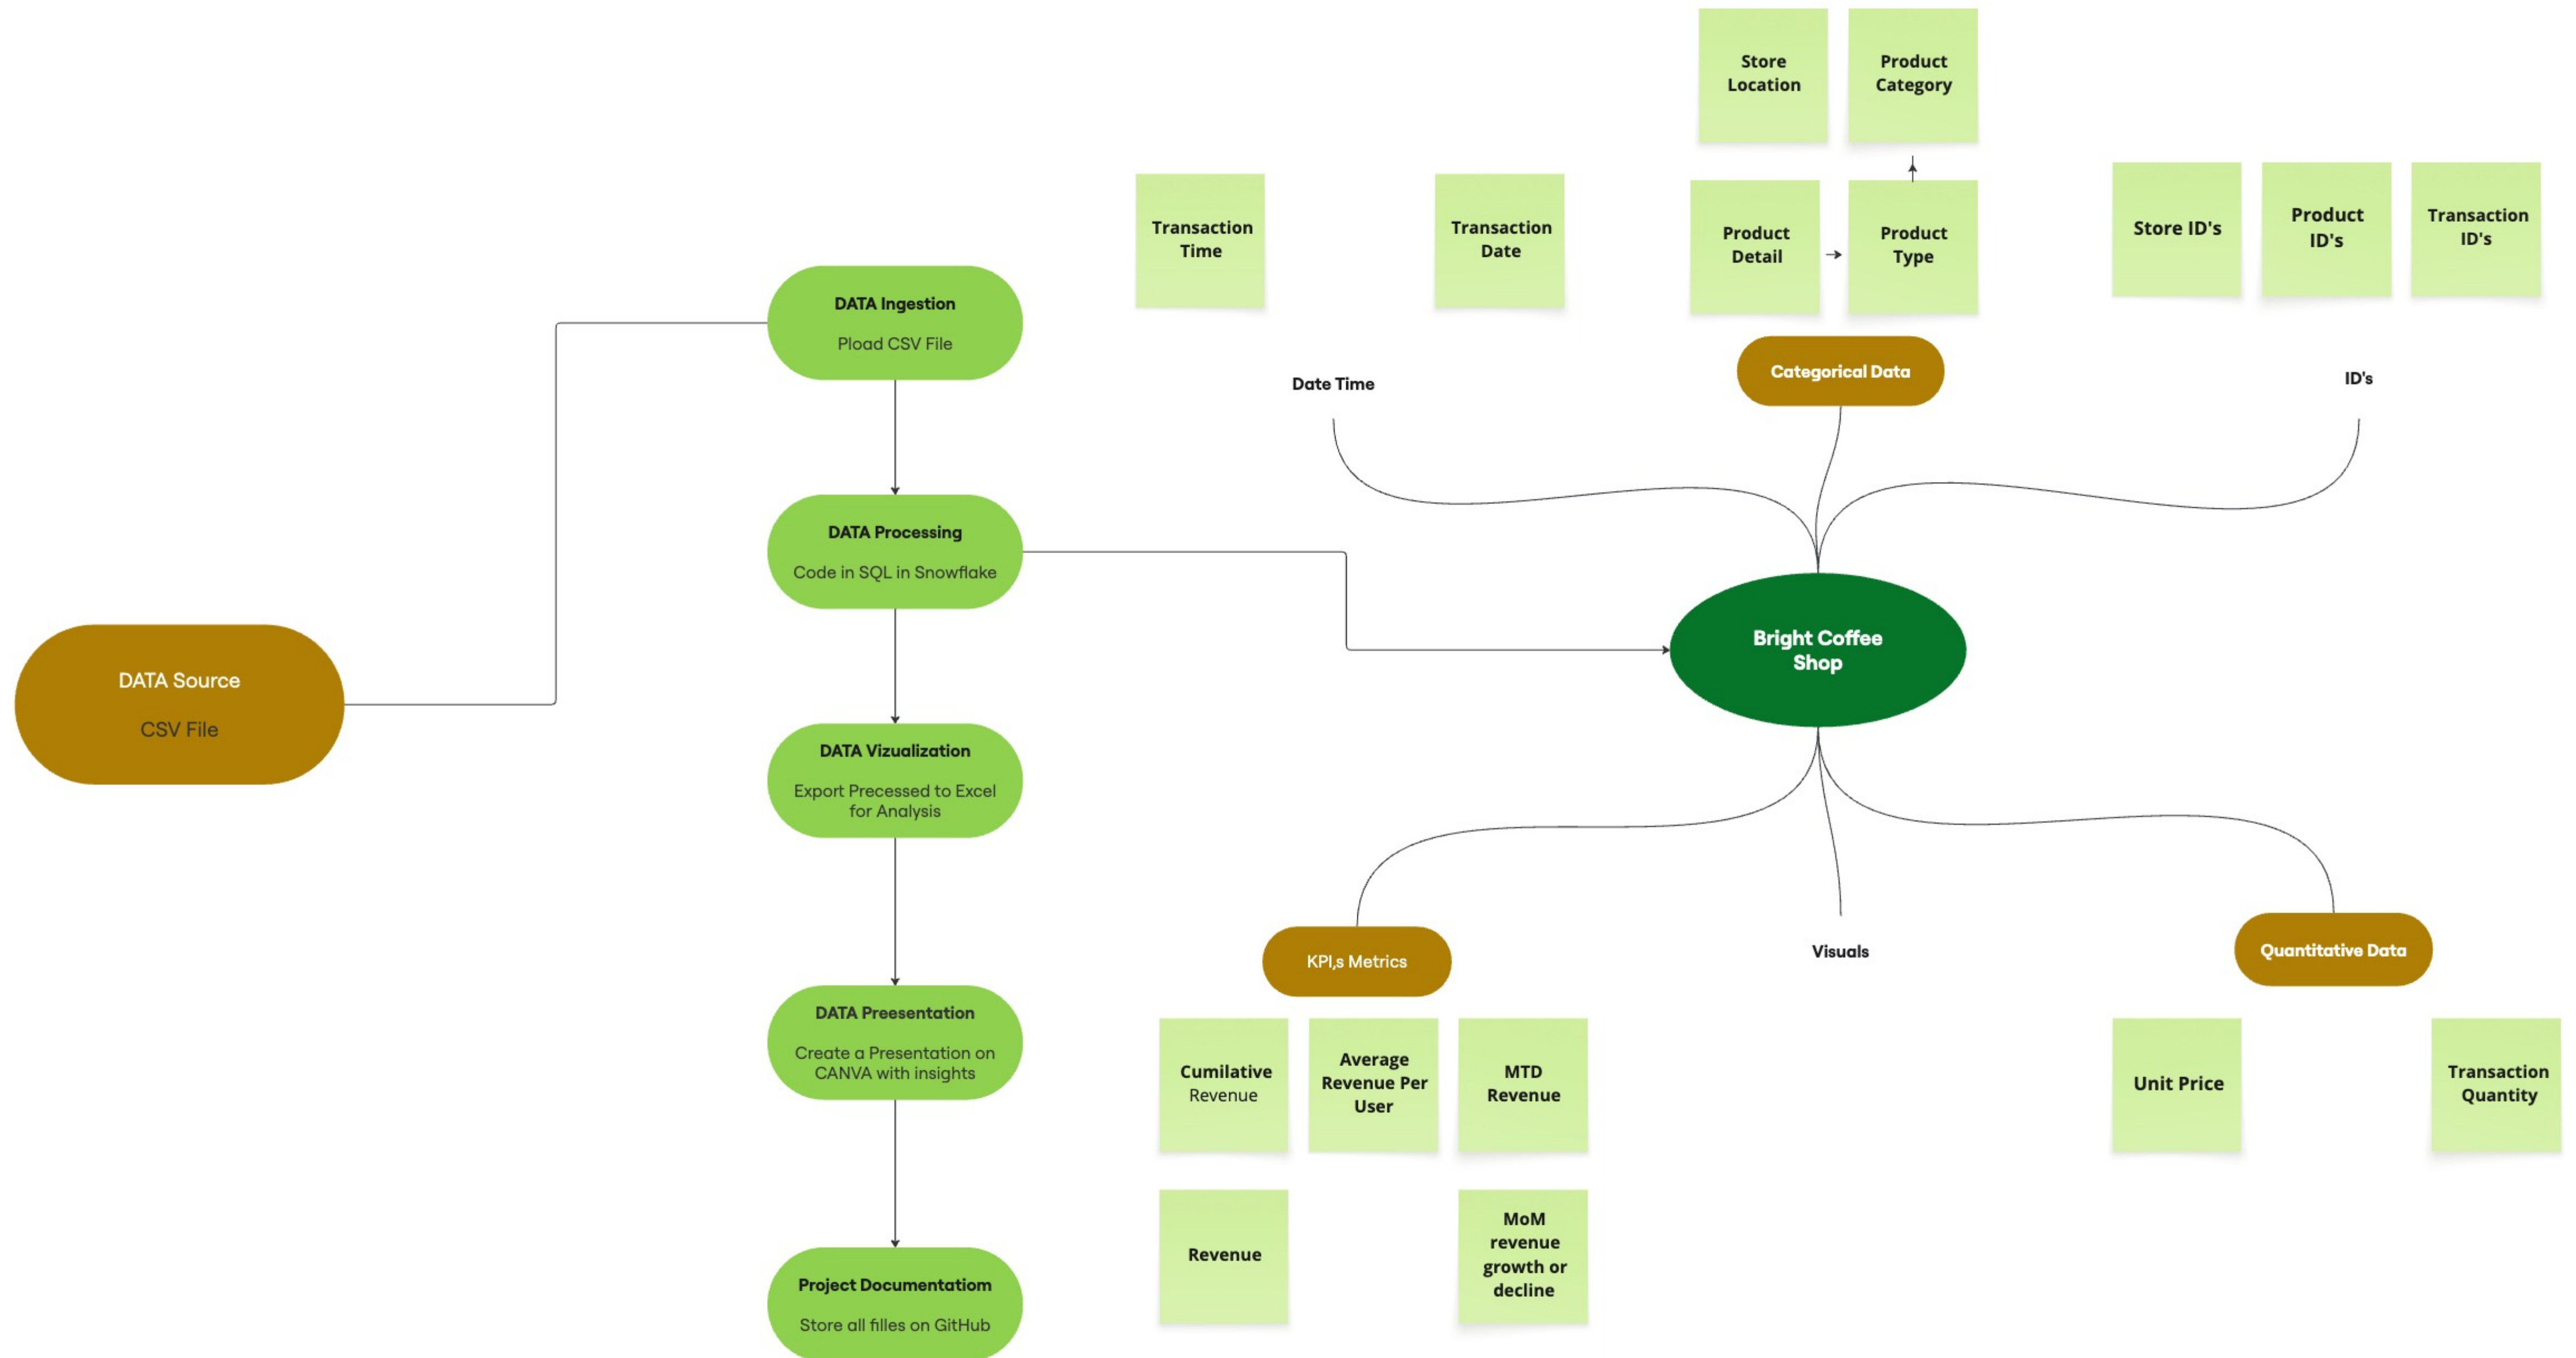 DATA Source
CSV File
DATA Ingestion
Pload CSV File
DATA Processing
Code in SQL in Snowflake
DATA Vizualization
Export Precessed to Excel
for Analysis
DATA Preesentation
Create a Presentation on
CANVA with insights
Project Documentatiom
Store all filles on GitHub
Transaction
Time
Transaction
Date
Date Time
Store
Location
Product
Category
Product
Detail
Product
Type
Categorical Data
Store ID's
Product
ID's
Transaction
ID's
ID's
Bright Coffee
Shop
KPI,s Metrics
Cumilative
Revenue
Average
Revenue Per
User
MTD
Revenue
Revenue
MoM
revenue
growth or
decline
Visuals
Quantitative Data
Unit Price
Transaction
Quantity